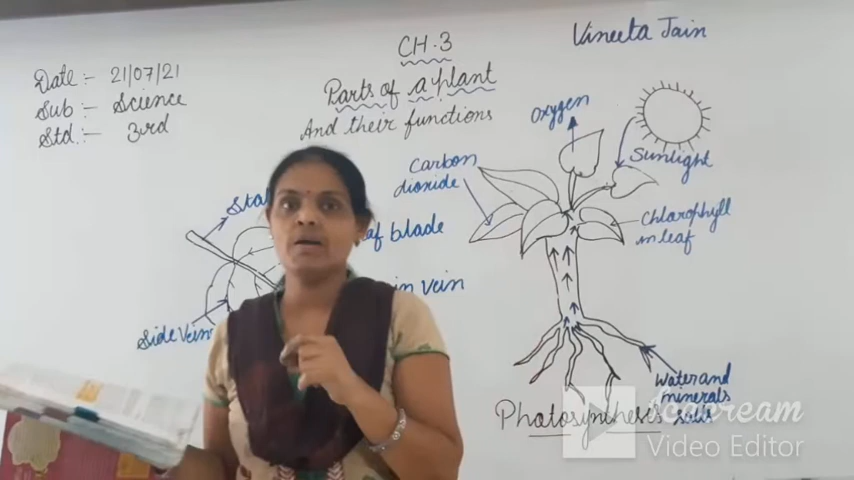 CH.3
Vineeta Jain
Date :- 21/07/21
Sub :- Science
Std. :- 3rd
Parts of a plant
And their functions
Oxygen
Sunlight
Carbon
dioxide
Chlorophyll
in leaf
blade
vein
Side vein
Water and
minerals
Photosynthesis
Video Editor